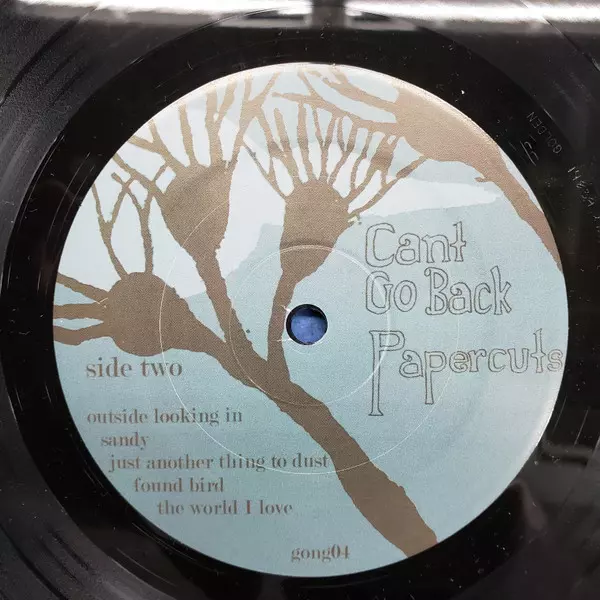 Cant
Go Back
Papercuts
side two
outside looking in
sandy
just another thing to dust
found bird
the world I love
gong04
GOLDEN